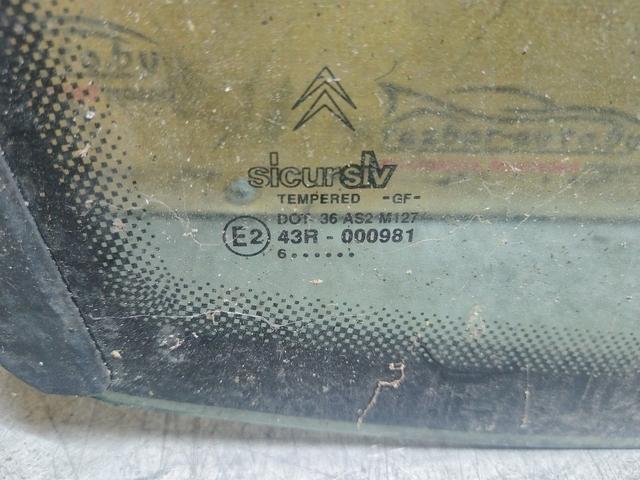 sicursiv
TEMPERED -GF-
DOT 36 AS2 M127
E2 43R - 000981
6 . . . . . .